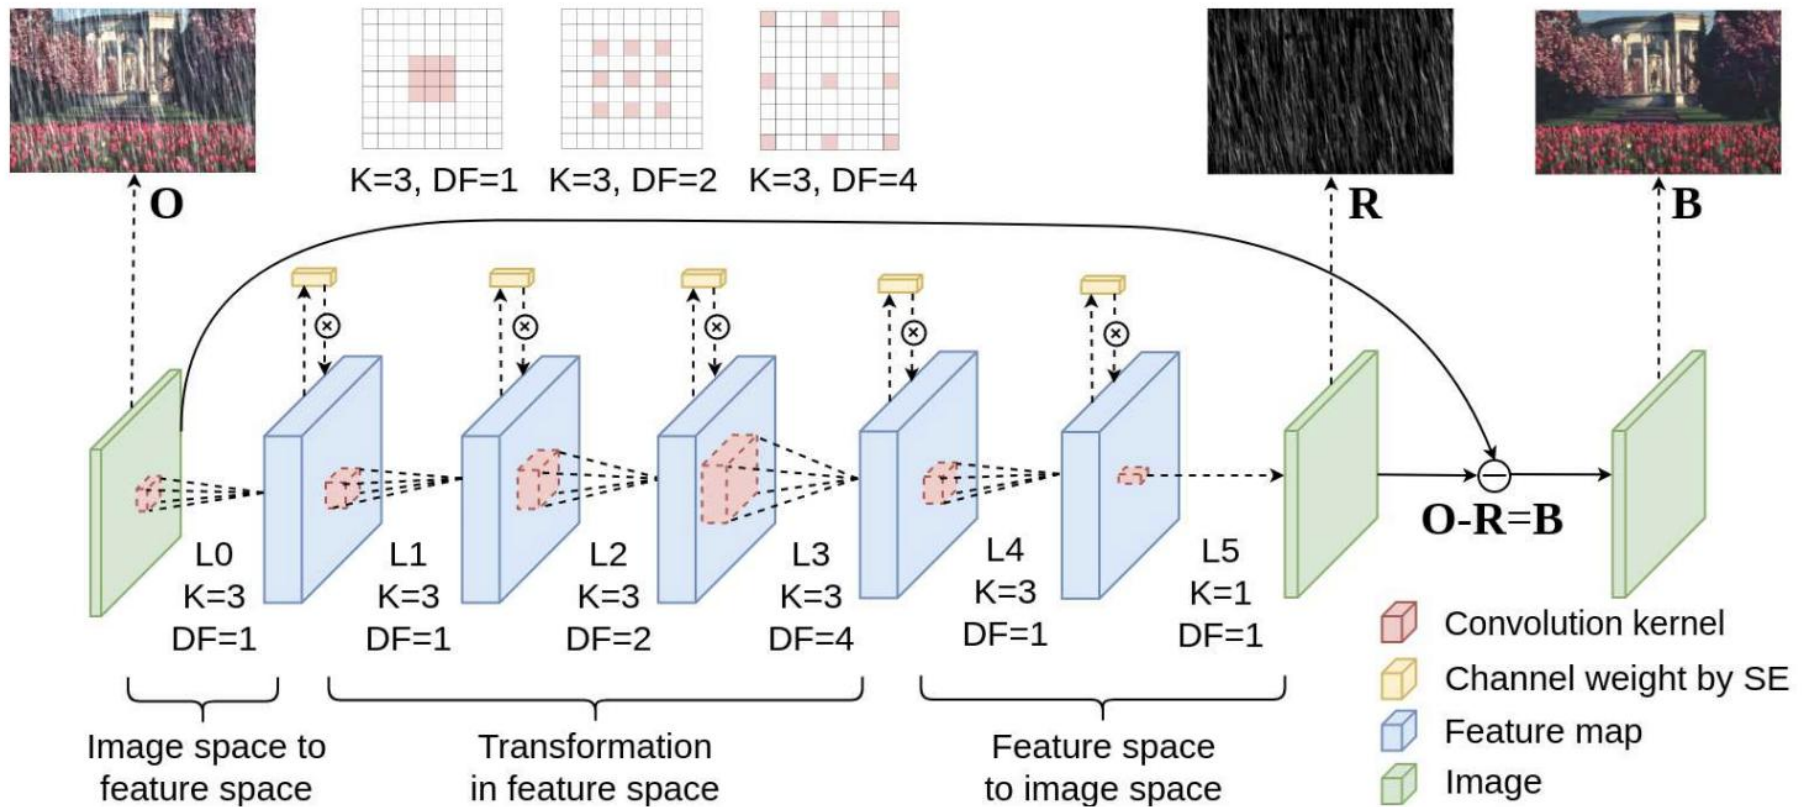 K=3, DF=1
K=3, DF=2
K=3, DF=4
O
R
B
L0
K=3
DF=1
L1
K=3
DF=1
L2
K=3
DF=2
L3
K=3
DF=4
L4
K=3
DF=1
L5
K=1
DF=1
O-R=B
Image space to
feature space
Transformation
in feature space
Feature space
to image space
Convolution kernel
Channel weight by SE
Feature map
Image